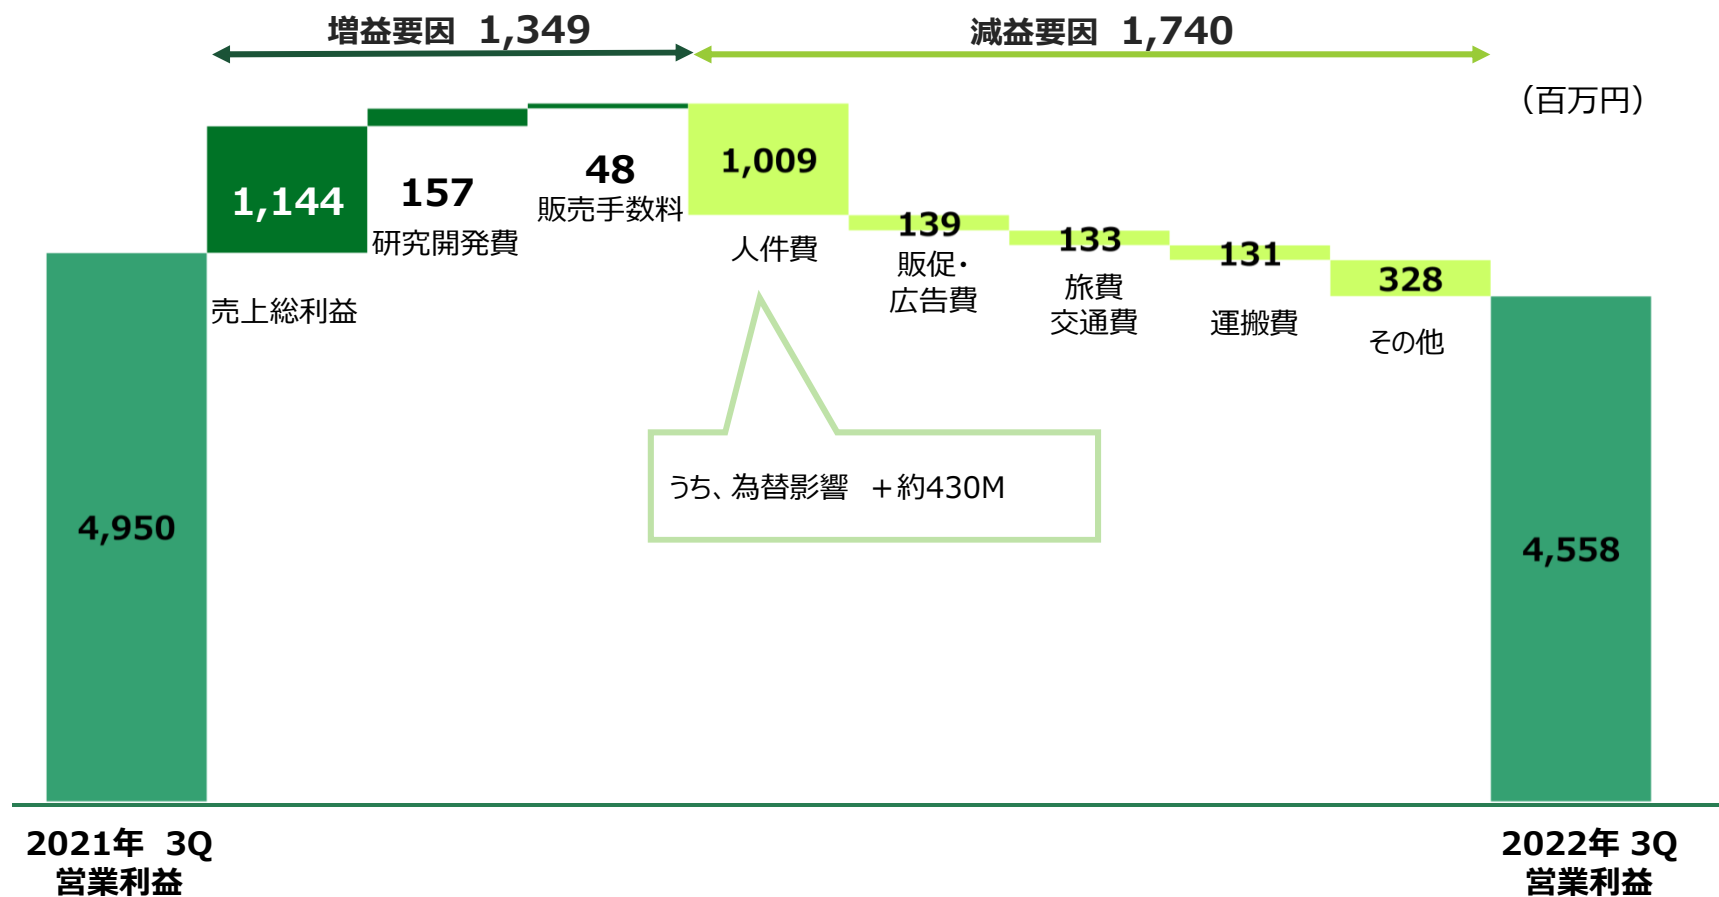 増益要因 1,349
減益要因 1,740
（百万円）
1,144
売上総利益
157
研究開発費
48
販売手数料
1,009
人件費
139
販促・
広告費
133
旅費
交通費
131
運搬費
328
その他
うち、為替影響 ＋約430M
4,950
4,558
2021年 3Q
営業利益
2022年 3Q
営業利益